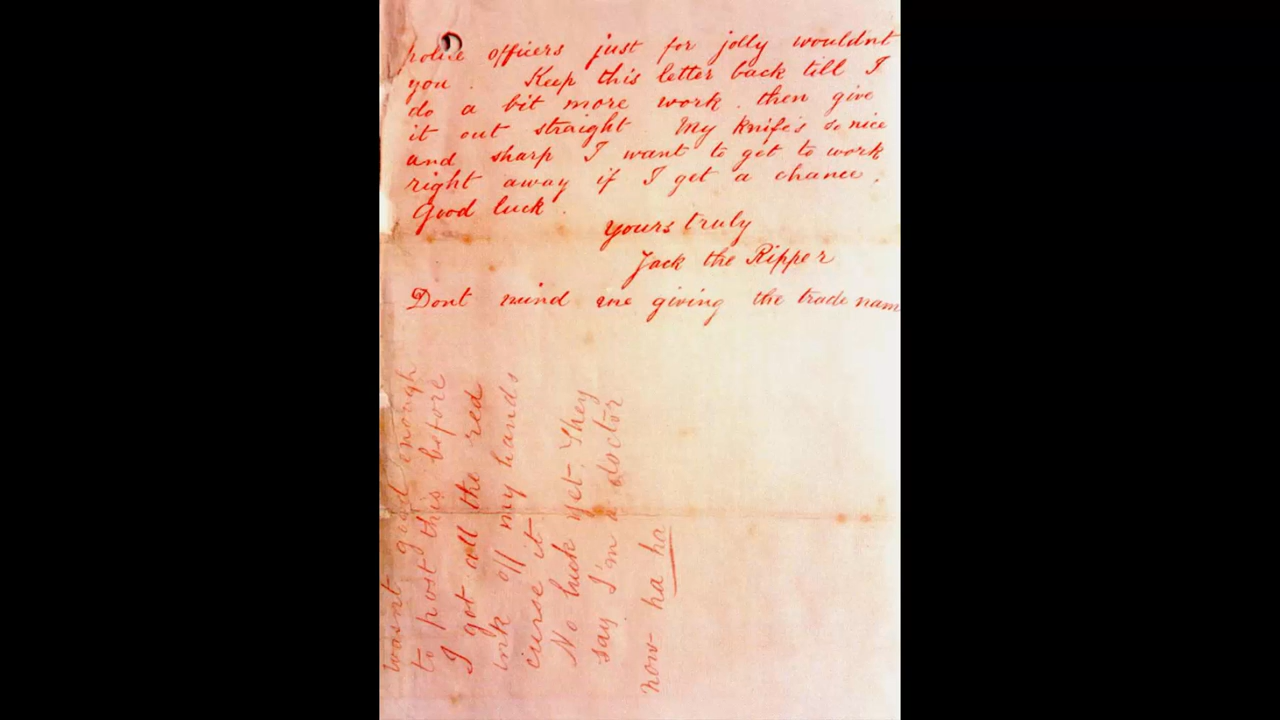 police officers just for jolly wouldnt
you. Keep this letter back till I
do a bit more work. then give
it out straight My knife's so nice
and sharp I want to get to work
right away if I get a chance.
Good luck.
yours truly
Jack the Ripper
Dont mind me giving the trade nam
wasnt good enough
to post this before
I got all the red
ink off my hands
curse it
No luck yet. They
say I'm a doctor
now ha ha